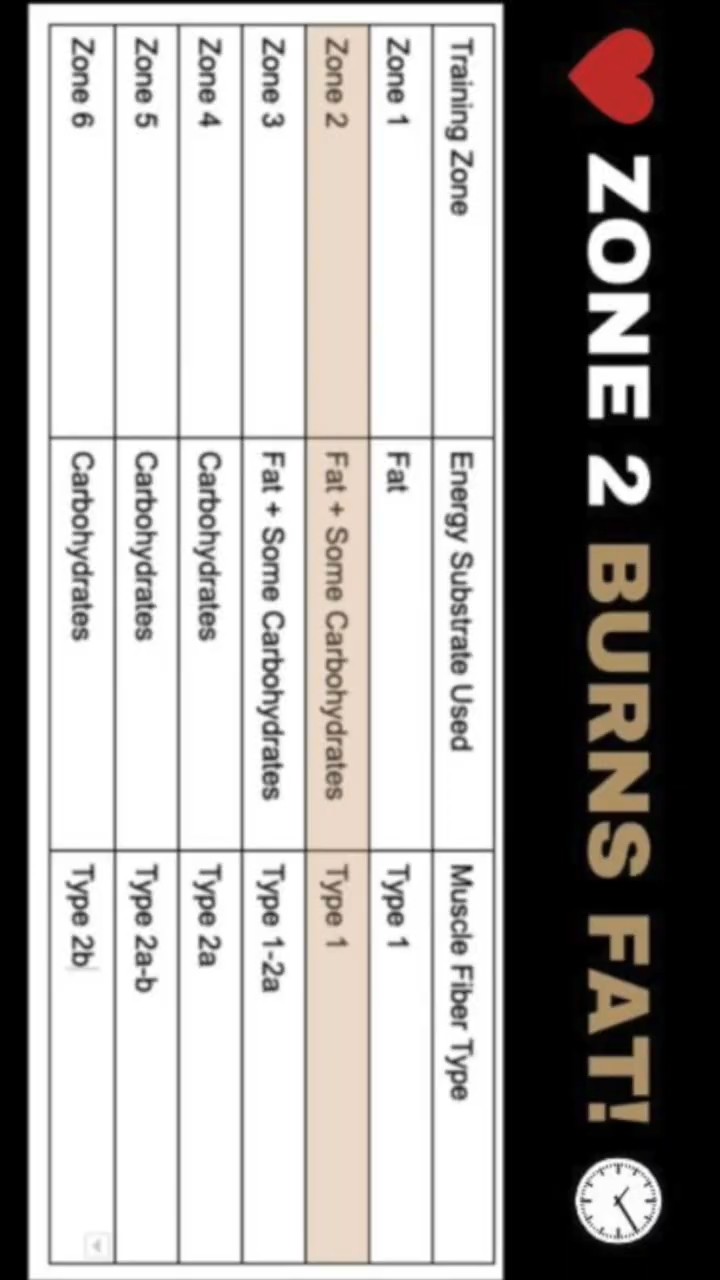 ZONE 2 BURNS FAT!
Training Zone Energy Substrate Used Muscle Fiber Type
Zone 1 Fat Type 1
Zone 2 Fat + Some Carbohydrates Type 1
Zone 3 Fat + Some Carbohydrates Type 1-2a
Zone 4 Carbohydrates Type 2a
Zone 5 Carbohydrates Type 2a-b
Zone 6 Carbohydrates Type 2b